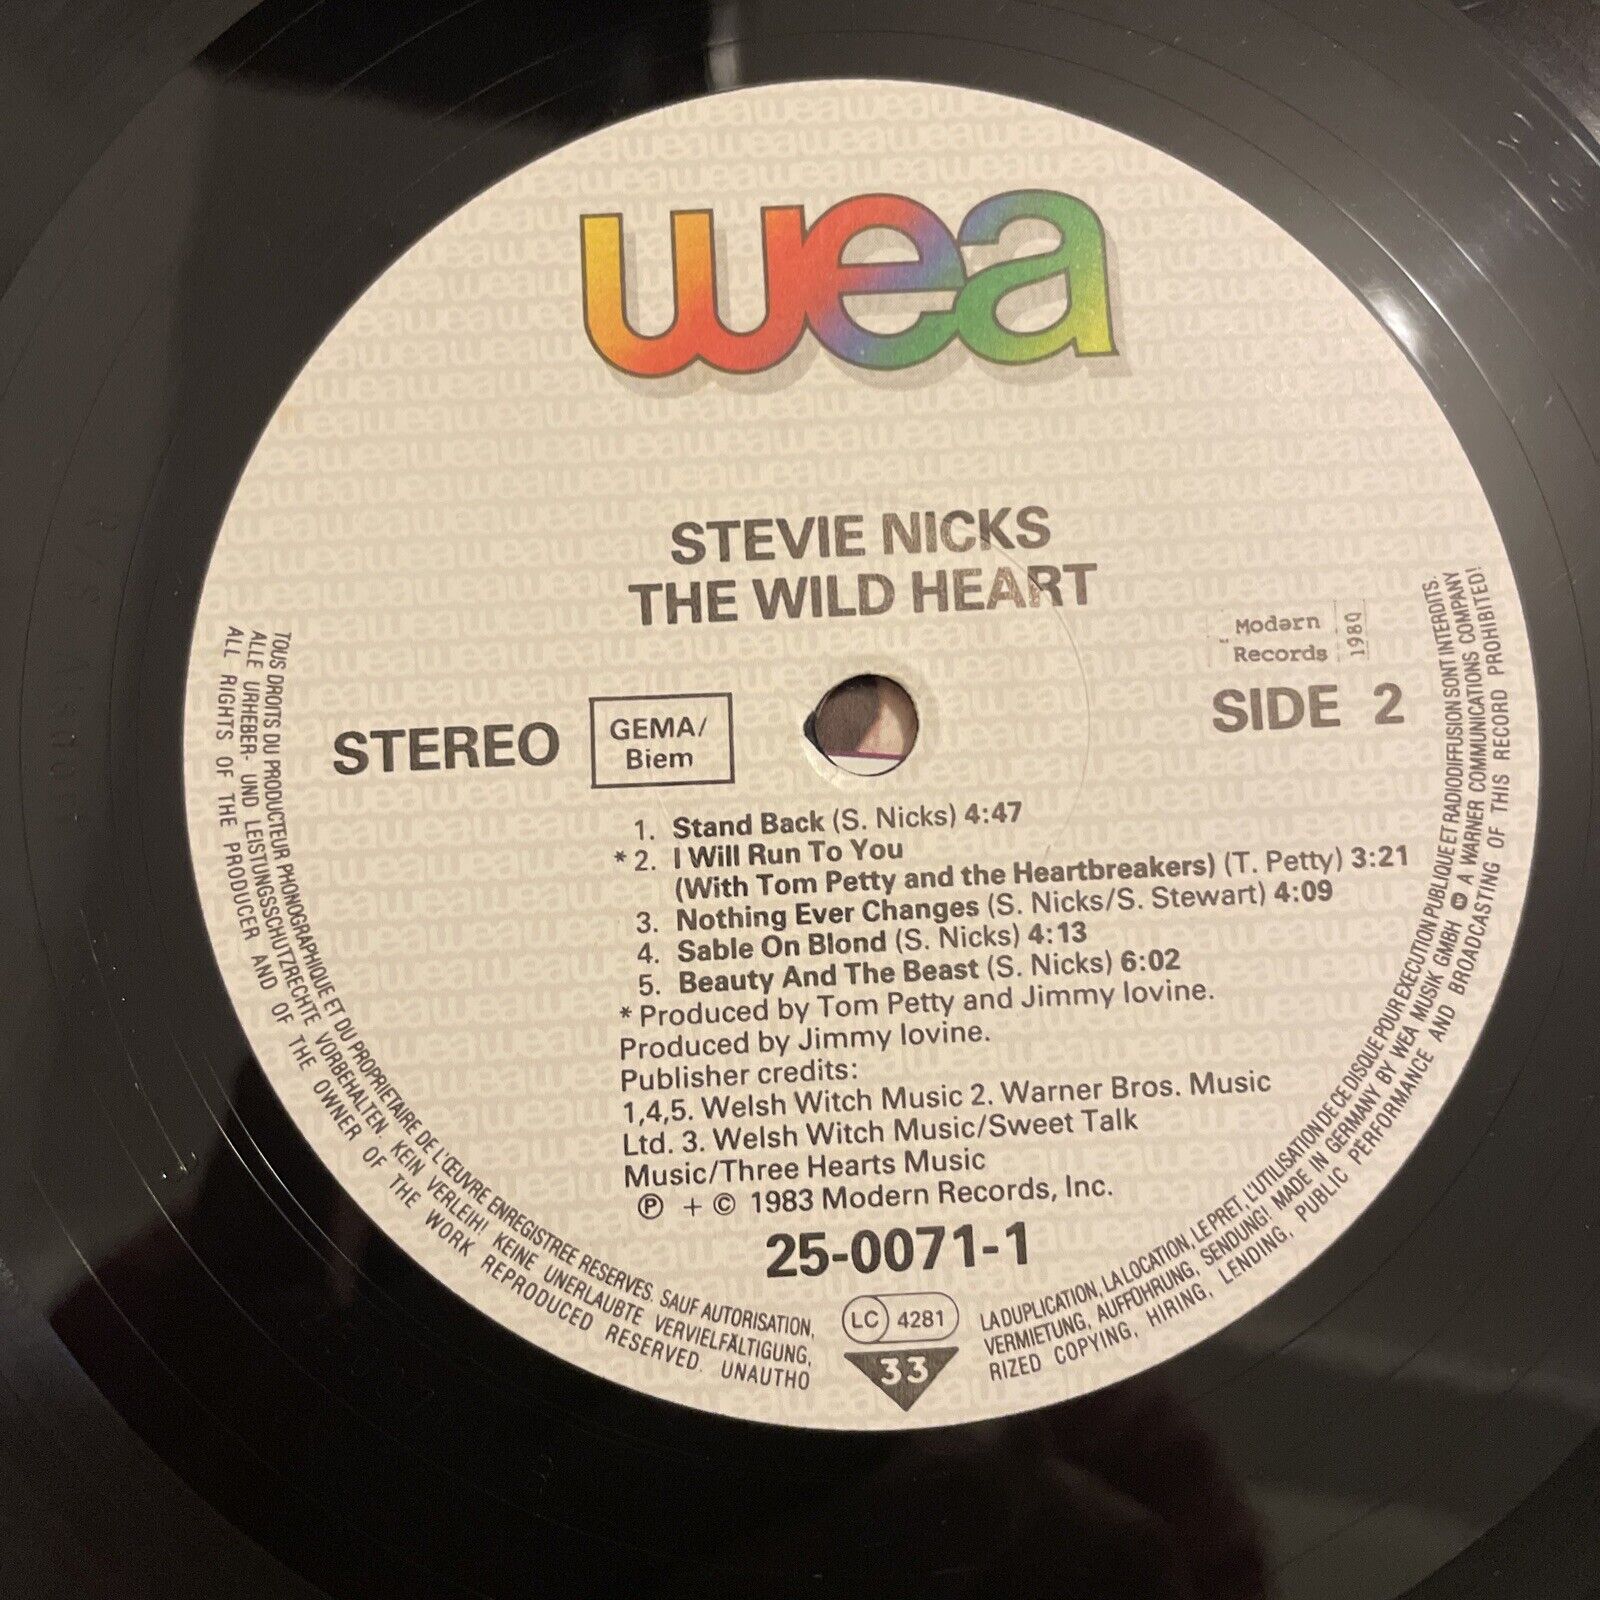 wea
STEVIE NICKS
THE WILD HEART
Modern
Records
1980
SIDE 2
STEREO
GEMA/
Biem
1. Stand Back (S. Nicks) 4:47
* 2. I Will Run To You
(With Tom Petty and the Heartbreakers) (T. Petty) 3:21
3. Nothing Ever Changes (S. Nicks/S. Stewart) 4:09
4. Sable On Blond (S. Nicks) 4:13
5. Beauty And The Beast (S. Nicks) 6:02
* Produced by Tom Petty and Jimmy Iovine.
Produced by Jimmy Iovine.
Publisher credits:
1,4,5. Welsh Witch Music 2. Warner Bros. Music
Ltd. 3. Welsh Witch Music/Sweet Talk
Music/Three Hearts Music
℗ + © 1983 Modern Records, Inc.
25-0071-1
LC 4281
33
TOUS DROITS DU PRODUCTEUR PHONOGRAPHIQUE ET DU PROPRIETAIRE DE L'ŒUVRE ENREGISTREE RESERVES. SAUF AUTORISATION, LA DUPLICATION, LA LOCATION, LE PRET, L'UTILISATION DE CE DISQUE POUR EXECUTION PUBLIQUE ET RADIODIFFUSION SONT INTERDITS.
ALLE URHEBER- UND LEISTUNGSSCHUTZRECHTE VORBEHALTEN. KEIN VERLEIH! KEINE UNERLAUBTE VERVIELFÄLTIGUNG, VERMIETUNG, AUFFÜHRUNG, SENDUNG! MADE IN GERMANY BY WEA MUSIK GMBH A WARNER COMMUNICATIONS COMPANY
ALL RIGHTS OF THE PRODUCER AND OF THE OWNER OF THE WORK REPRODUCED RESERVED. UNAUTHO RIZED COPYING, HIRING, LENDING, PUBLIC PERFORMANCE AND BROADCASTING OF THIS RECORD PROHIBITED!